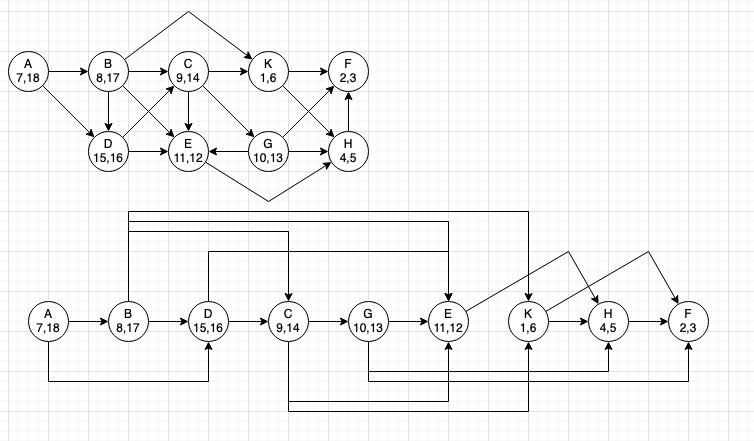 A
7,18
B
8,17
C
9,14
K
1,6
F
2,3
D
15,16
E
11,12
G
10,13
H
4,5
A
7,18
B
8,17
D
15,16
C
9,14
G
10,13
E
11,12
K
1,6
H
4,5
F
2,3